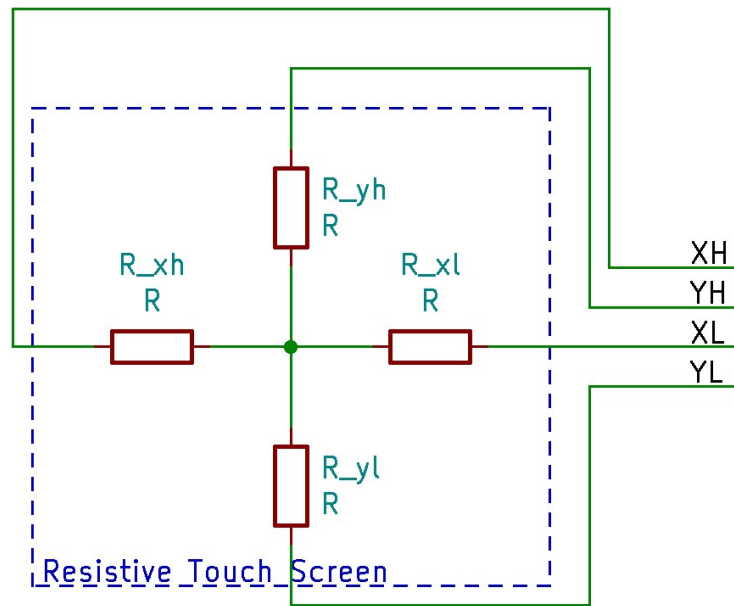 R_yh
R
R_xh
R
R_xl
R
XH
YH
XL
YL
R_yl
R
Resistive Touch Screen